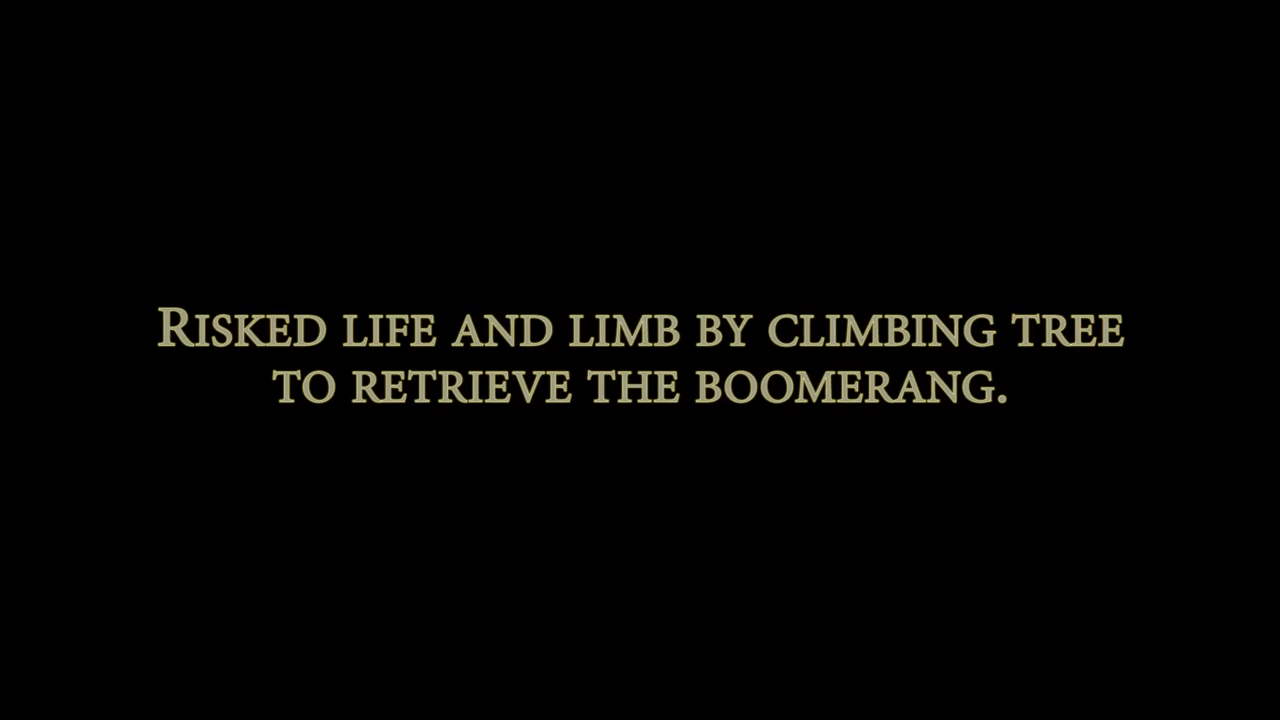 Risked life and limb by climbing tree
to retrieve the boomerang.